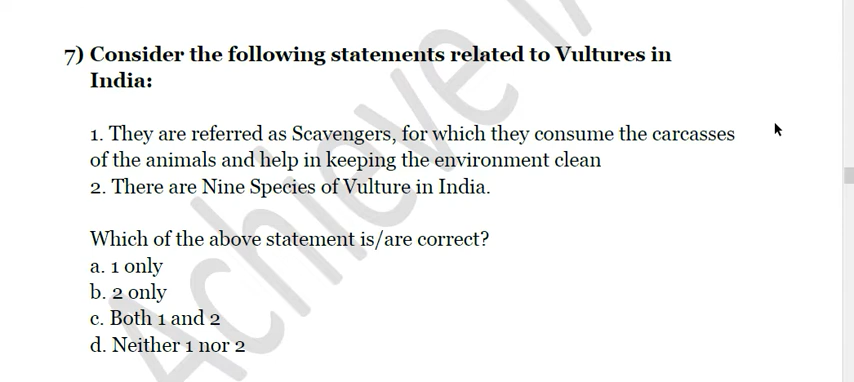 7) Consider the following statements related to Vultures in
India:
1. They are referred as Scavengers, for which they consume the carcasses
of the animals and help in keeping the environment clean
2. There are Nine Species of Vulture in India.
Which of the above statement is/are correct?
a. 1 only
b. 2 only
c. Both 1 and 2
d. Neither 1 nor 2
Achieve